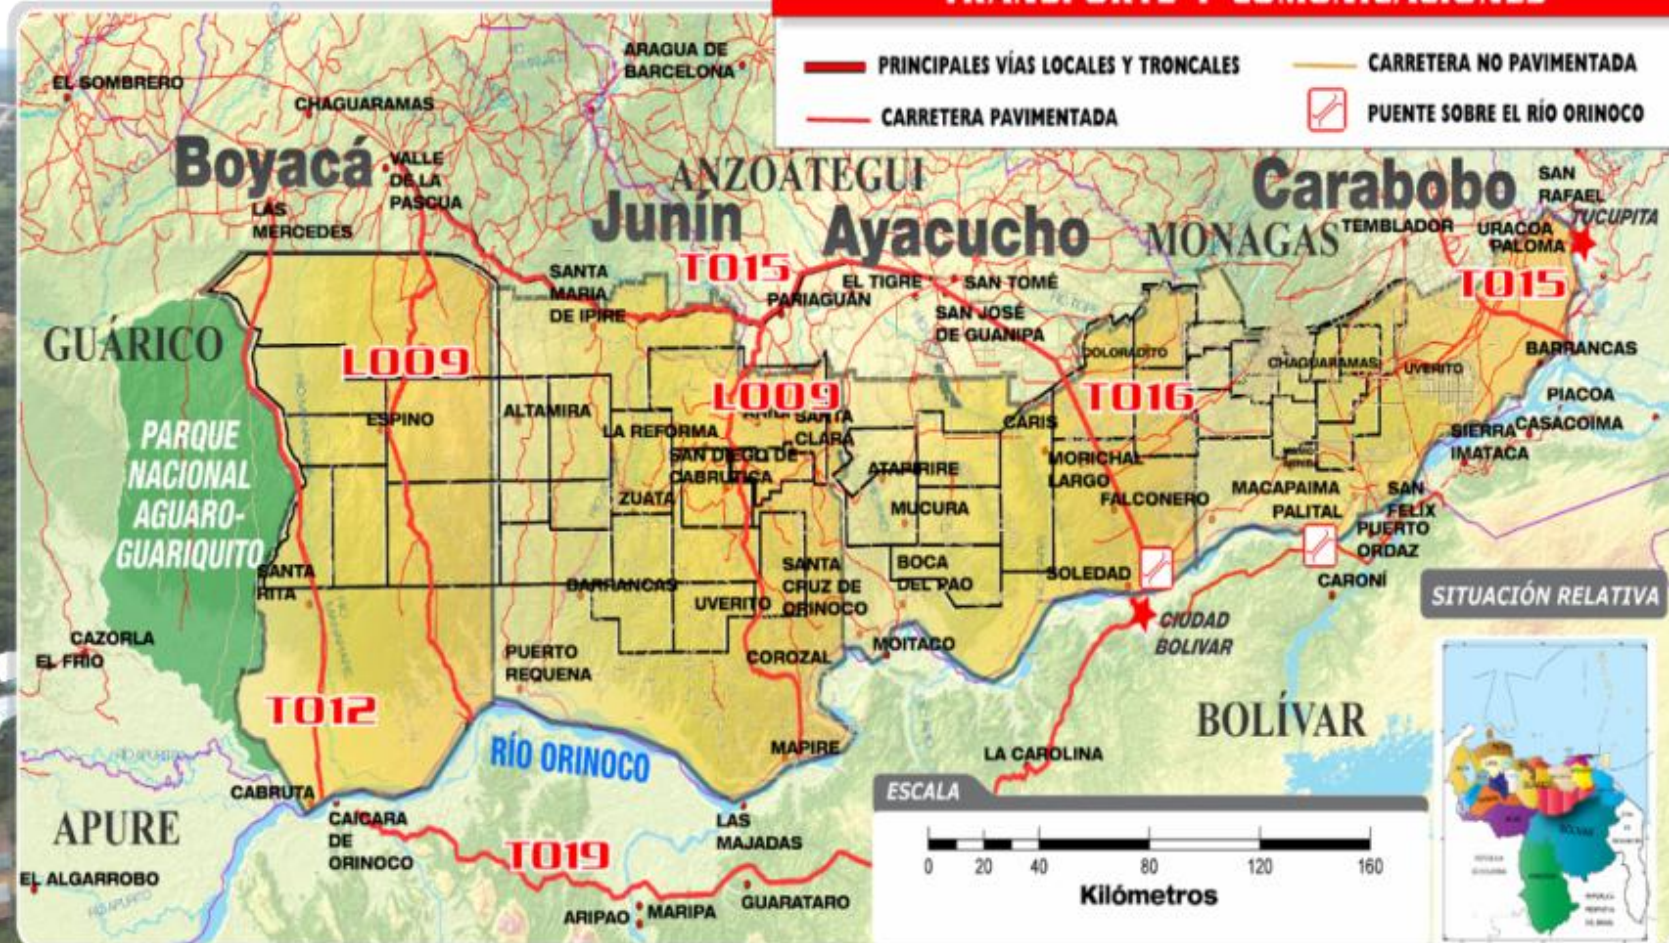 TRANSPORTE Y COMUNICACIONES
PRINCIPALES VÍAS LOCALES Y TRONCALES
CARRETERA NO PAVIMENTADA
CARRETERA PAVIMENTADA
PUENTE SOBRE EL RÍO ORINOCO
EL SOMBRERO
CHAGUARAMAS
ARAGUA DE
BARCELONA
Boyacá
VALLE
DE LA
PASCUA
LAS
MERCEDES
ANZOÁTEGUI
Junín
Ayacucho
Carabobo
MONAGAS
SAN
RAFAEL
TUCUPITA
TEMBLADOR
URACOA
PALOMA
T015
SANTA
MARIA
DE IPIRE
T015
PARIAGUÁN
EL TIGRE
SAN TOMÉ
SAN JOSÉ
DE GUANIPA
GUÁRICO
L009
ESPINO
ALTAMIRA
LA REFORMA
L009
SANTA
CLARA
SAN DIEGO DE
CABRUTICA
ZUATA
CARIS
T016
COLORADITO
CHAGUARAMAS
UVERITO
BARRANCAS
PIACOA
CASACOIMA
SIERRA
IMATACA
PARQUE
NACIONAL
AGUARO-
GUARIQUITO
ATAPIRIRE
MUCURA
MORICHAL
LARGO
FALCONERO
MACAPAIMA
PALITAL
SAN
FELIX
PUERTO
ORDAZ
CARONÍ
SANTA
RITA
BARRANCAS
UVERITO
SANTA
CRUZ DE
ORINOCO
BOCA
DEL PAO
SOLEDAD
CIUDAD
BOLIVAR
CAZORLA
EL FRÍO
PUERTO
REQUENA
COROZAL
MOITACO
T012
RÍO ORINOCO
MAPIRE
LA CAROLINA
BOLÍVAR
CABRUTA
APURE
CAICARA
DE
ORINOCO
LAS
MAJADAS
T019
EL ALGARROBO
ARIPAO
MARIPA
GUARATARO
SITUACIÓN RELATIVA
ESCALA
0 20 40 80 120 160
Kilómetros